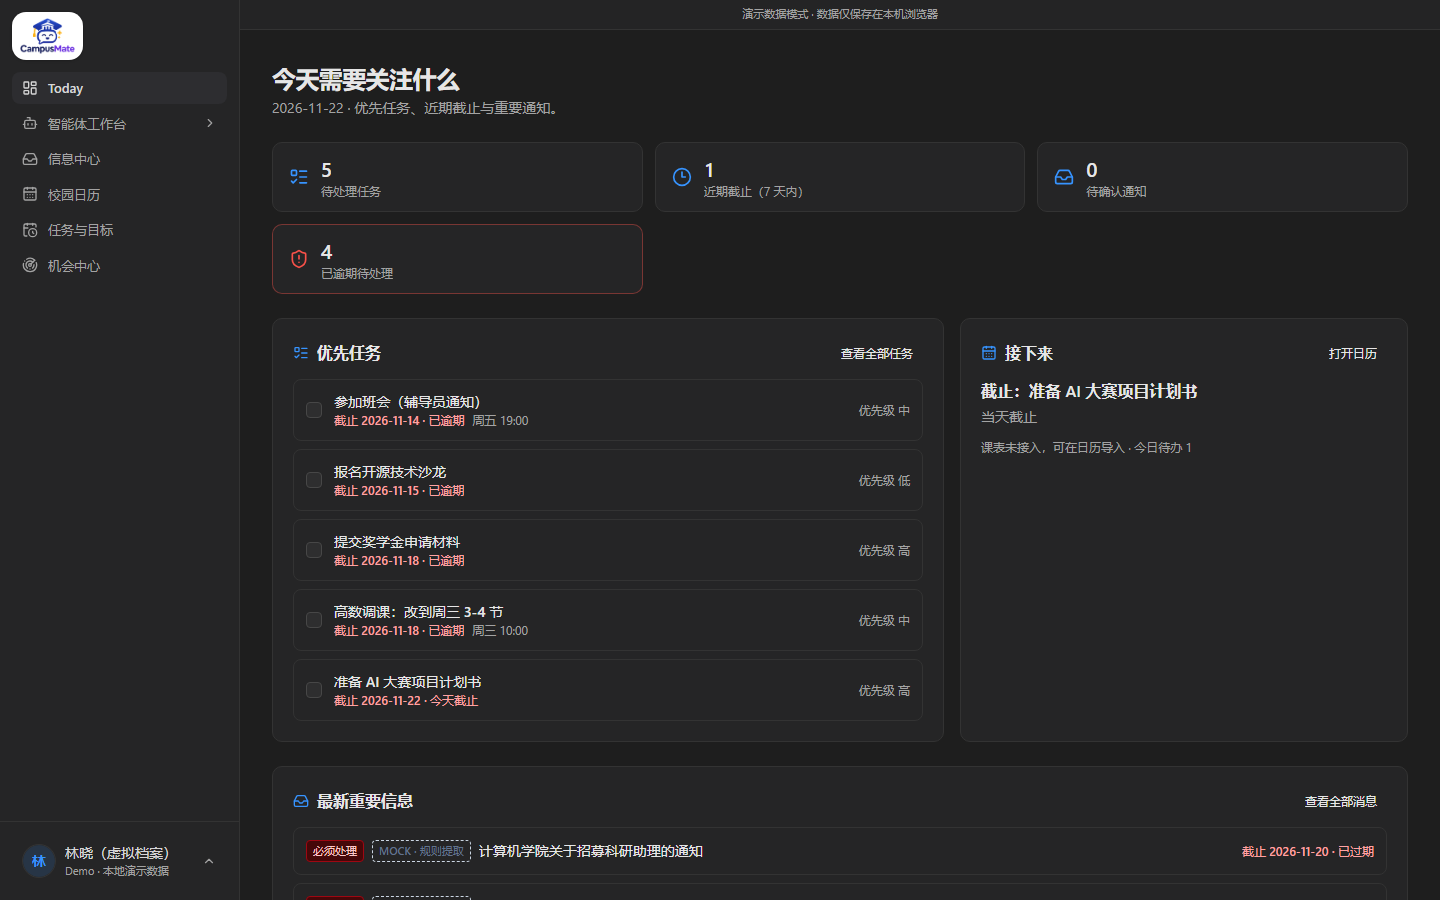 CampusMate
Today
智能体工作台
信息中心
校园日历
任务与目标
机会中心
林
林晓（虚拟档案）
Demo · 本地演示数据
演示数据模式 · 数据仅保存在本机浏览器
今天需要关注什么
2026-11-22 · 优先任务、近期截止与重要通知。
5
待处理任务
1
近期截止（7 天内）
0
待确认通知
4
已逾期待处理
优先任务
查看全部任务
参加班会（辅导员通知）
截止 2026-11-14 · 已逾期 周五 19:00
优先级 中
报名开源技术沙龙
截止 2026-11-15 · 已逾期
优先级 低
提交奖学金申请材料
截止 2026-11-18 · 已逾期
优先级 高
高数调课：改到周三 3-4 节
截止 2026-11-18 · 已逾期 周三 10:00
优先级 中
准备 AI 大赛项目计划书
截止 2026-11-22 · 今天截止
优先级 高
接下来
打开日历
截止：准备 AI 大赛项目计划书
当天截止
课表未接入，可在日历导入 · 今日待办 1
最新重要信息
查看全部消息
必须处理
MOCK · 规则提取
计算机学院关于招募科研助理的通知
截止 2026-11-20 · 已过期